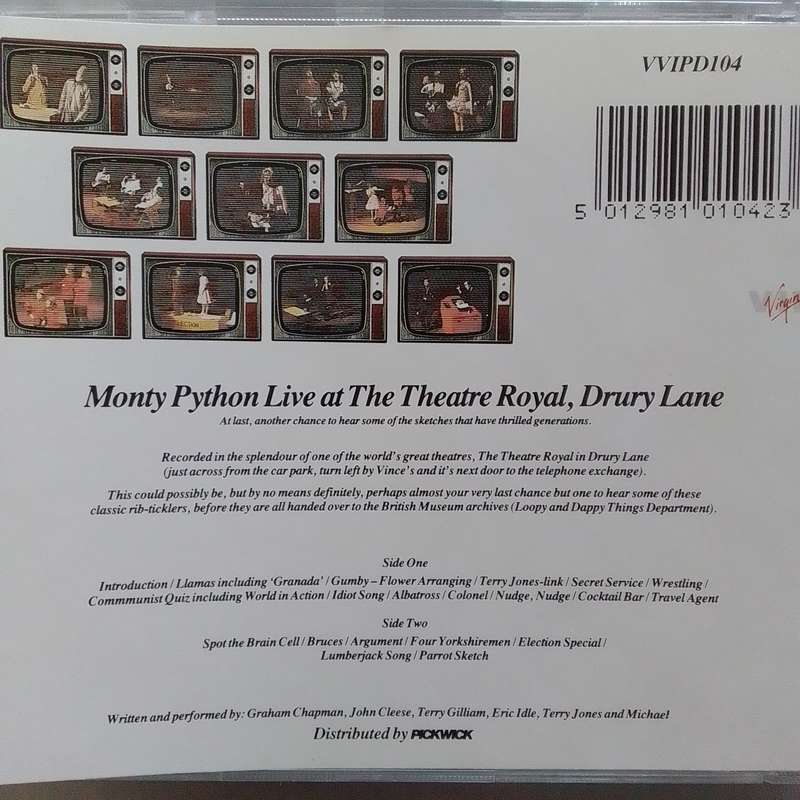 VVIPD104
5 012981 010423
Virgin
ELECTION
Monty Python Live at The Theatre Royal, Drury Lane
At last, another chance to hear some of the sketches that have thrilled generations.
Recorded in the splendour of one of the world's great theatres, The Theatre Royal in Drury Lane
(just across from the car park, turn left by Vince's and it's next door to the telephone exchange).
This could possibly be, but by no means definitely, perhaps almost your very last chance but one to hear some of these
classic rib-ticklers, before they are all handed over to the British Museum archives (Loopy and Dappy Things Department).
Side One
Introduction / Llamas including 'Granada' / Gumby – Flower Arranging / Terry Jones-link / Secret Service / Wrestling /
Commmunist Quiz including World in Action / Idiot Song / Albatross / Colonel / Nudge, Nudge / Cocktail Bar / Travel Agent
Side Two
Spot the Brain Cell / Bruces / Argument / Four Yorkshiremen / Election Special /
Lumberjack Song / Parrot Sketch
Written and performed by: Graham Chapman, John Cleese, Terry Gilliam, Eric Idle, Terry Jones and Michael
Distributed by PICKWICK